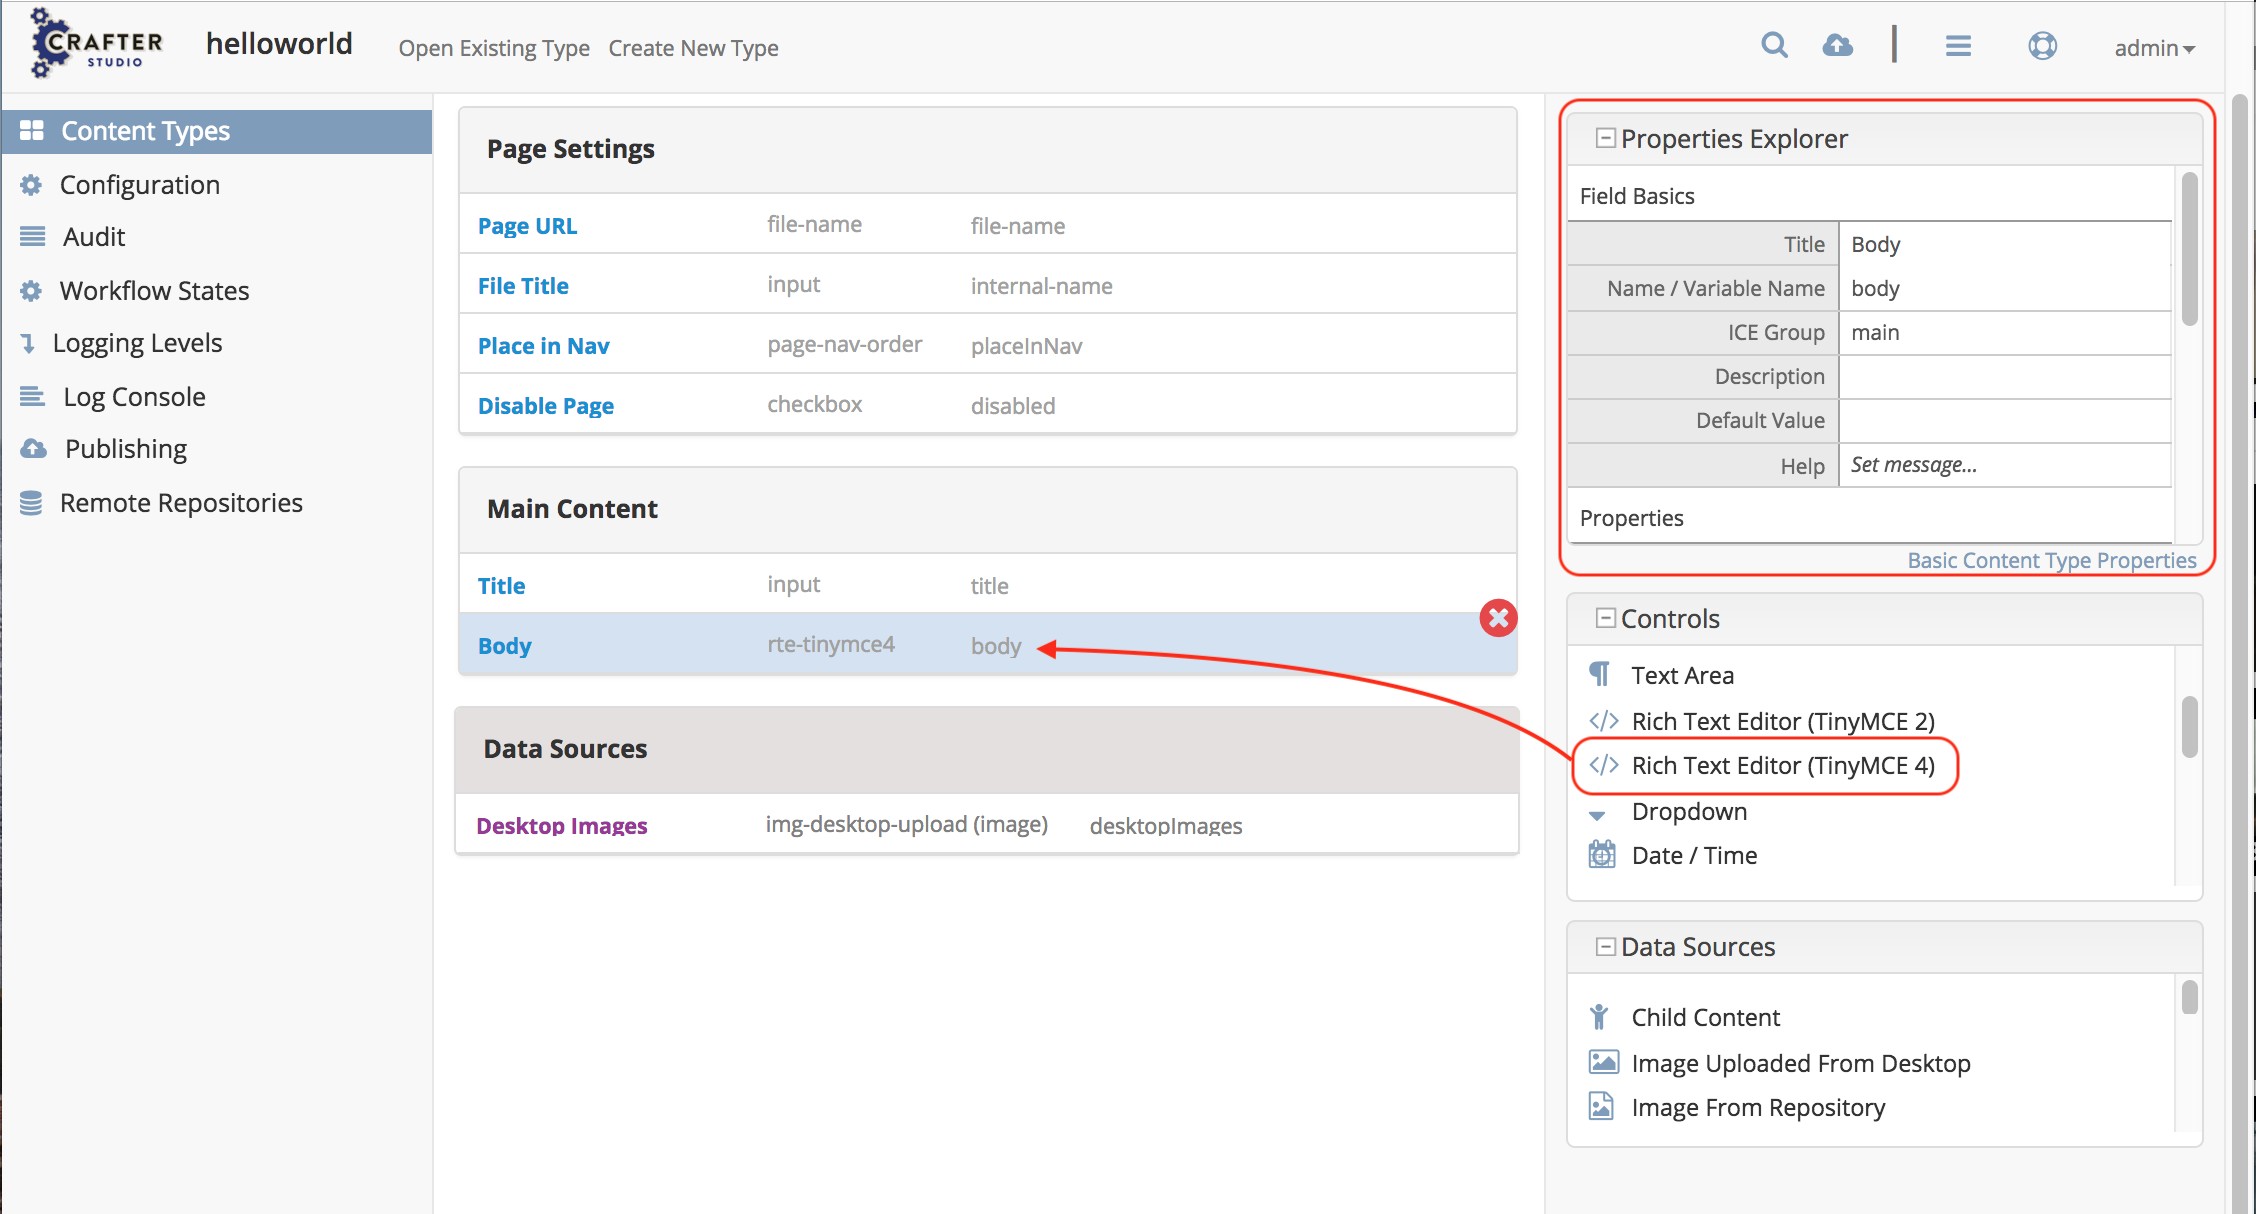 CRAFTER
STUDIO
helloworld
Open Existing Type
Create New Type
admin
Content Types
Configuration
Audit
Workflow States
Logging Levels
Log Console
Publishing
Remote Repositories
Page Settings
Page URL file-name file-name
File Title input internal-name
Place in Nav page-nav-order placeInNav
Disable Page checkbox disabled
Main Content
Title input title
Body rte-tinymce4 body
Data Sources
Desktop Images img-desktop-upload (image) desktopImages
Properties Explorer
Field Basics
Title Body
Name / Variable Name body
ICE Group main
Description
Default Value
Help Set message...
Properties
Basic Content Type Properties
Controls
Text Area
Rich Text Editor (TinyMCE 2)
Rich Text Editor (TinyMCE 4)
Dropdown
Date / Time
Data Sources
Child Content
Image Uploaded From Desktop
Image From Repository